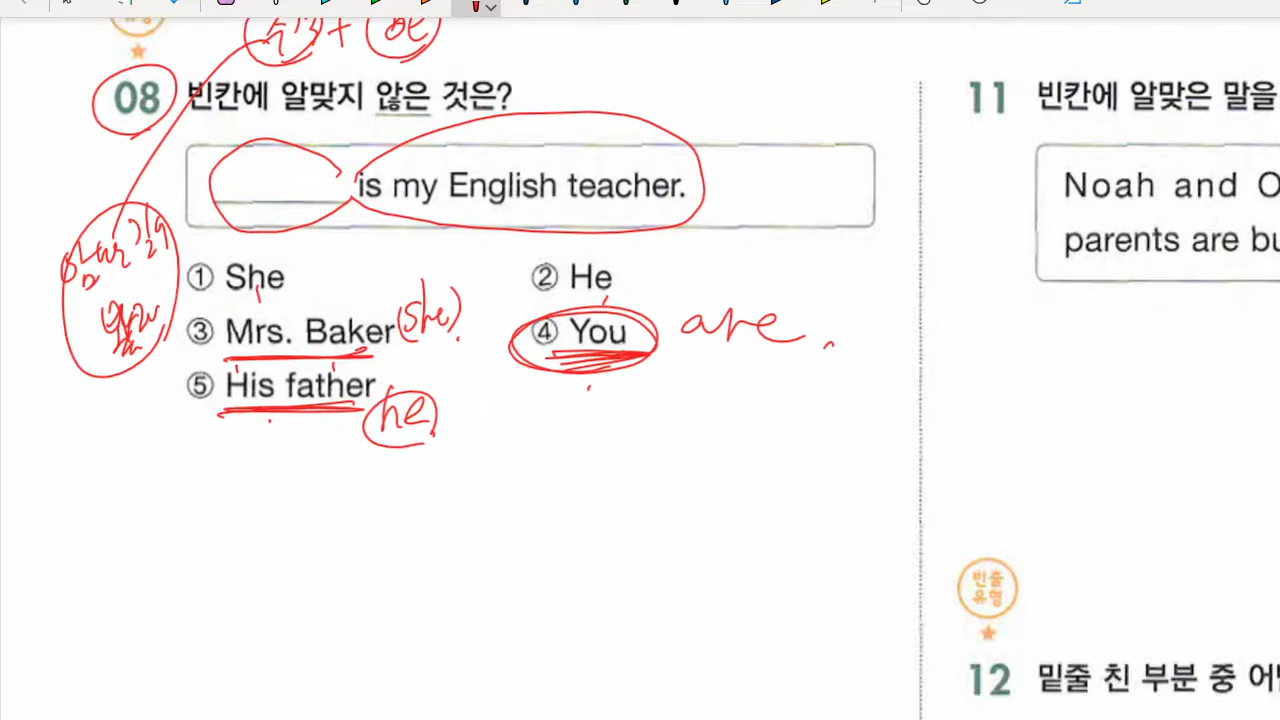 be
08 빈칸에 알맞지 않은 것은?
is my English teacher.
① She
② He
③ Mrs. Baker (she)
④ You are.
⑤ His father
he
11 빈칸에 알맞은 말을
Noah and O
parents are bu
빈출
유형
12 밑줄 친 부분 중 어떤